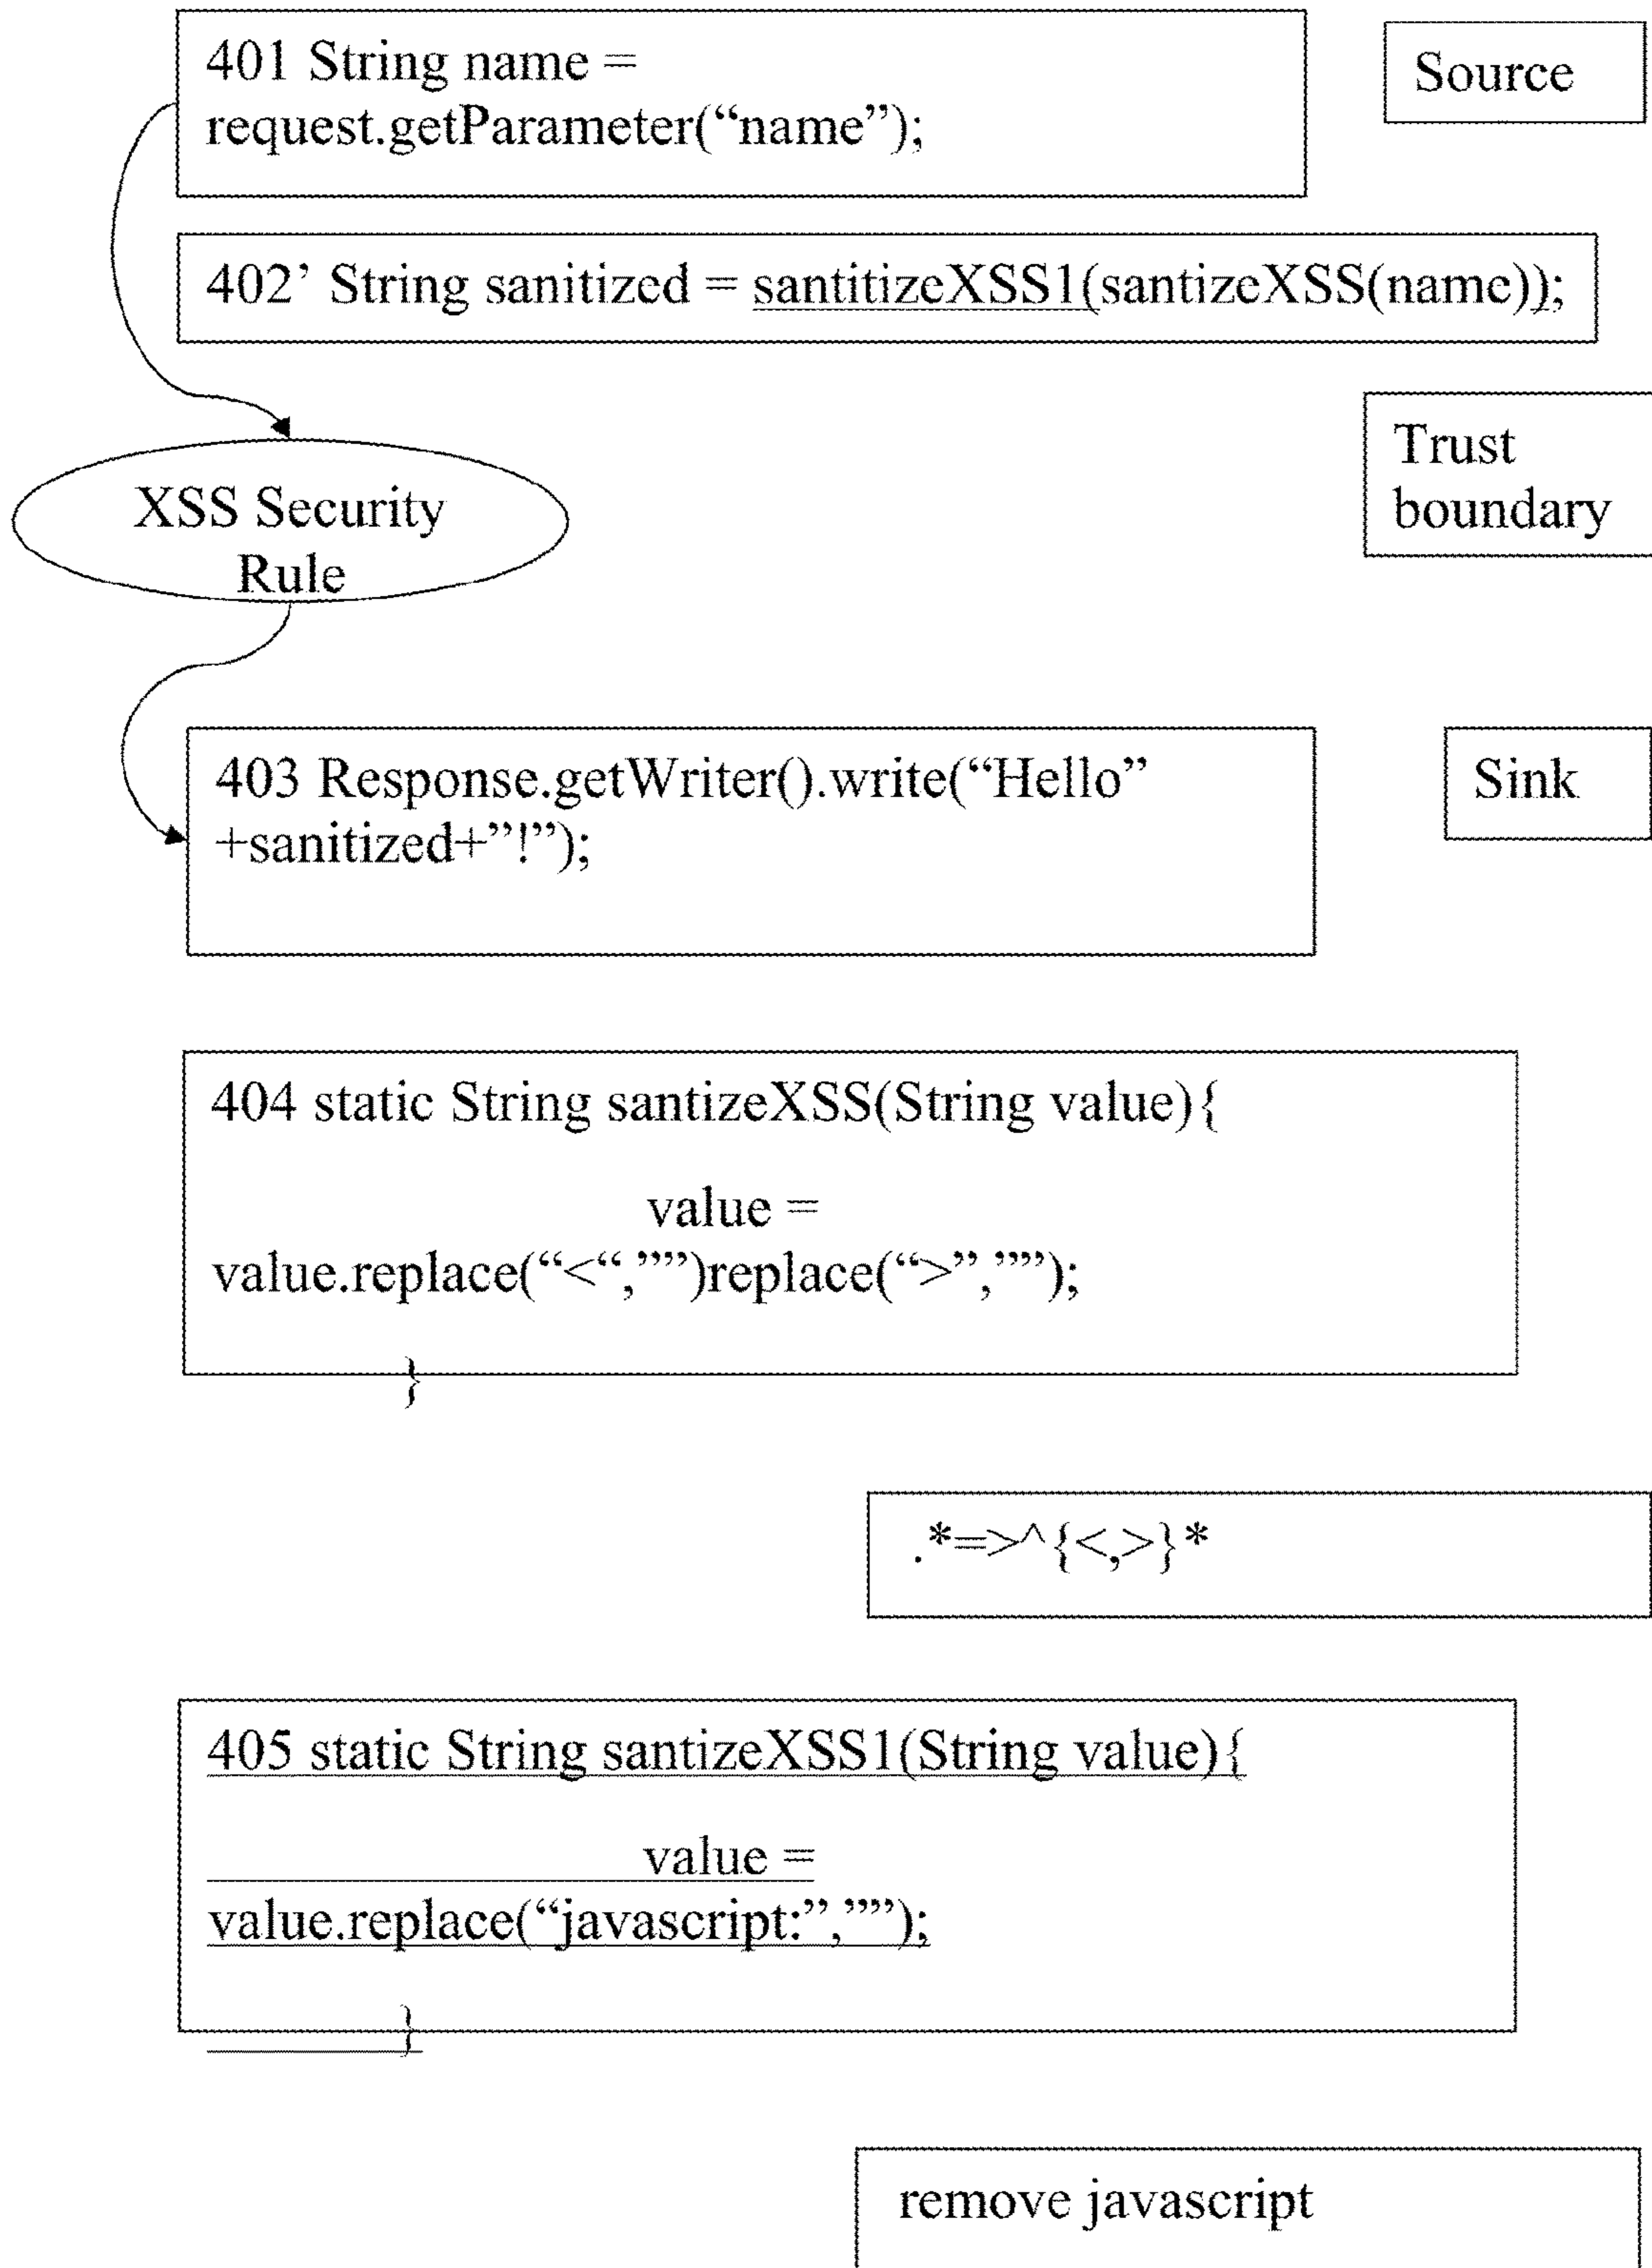 401 String name =
request.getParameter(“name”);
Source
402’ String sanitized = santitizeXSS1(santizeXSS(name));
Trust
boundary
XSS Security
Rule
403 Response.getWriter().write(“Hello”
+sanitized+”!”);
Sink
404 static String santizeXSS(String value){
value =
value.replace(“<“,””)replace(“>”,””);
}
.*=>^{<,>}*
405 static String santizeXSS1(String value){
value =
value.replace(“javascript:”,””);
}
remove javascript